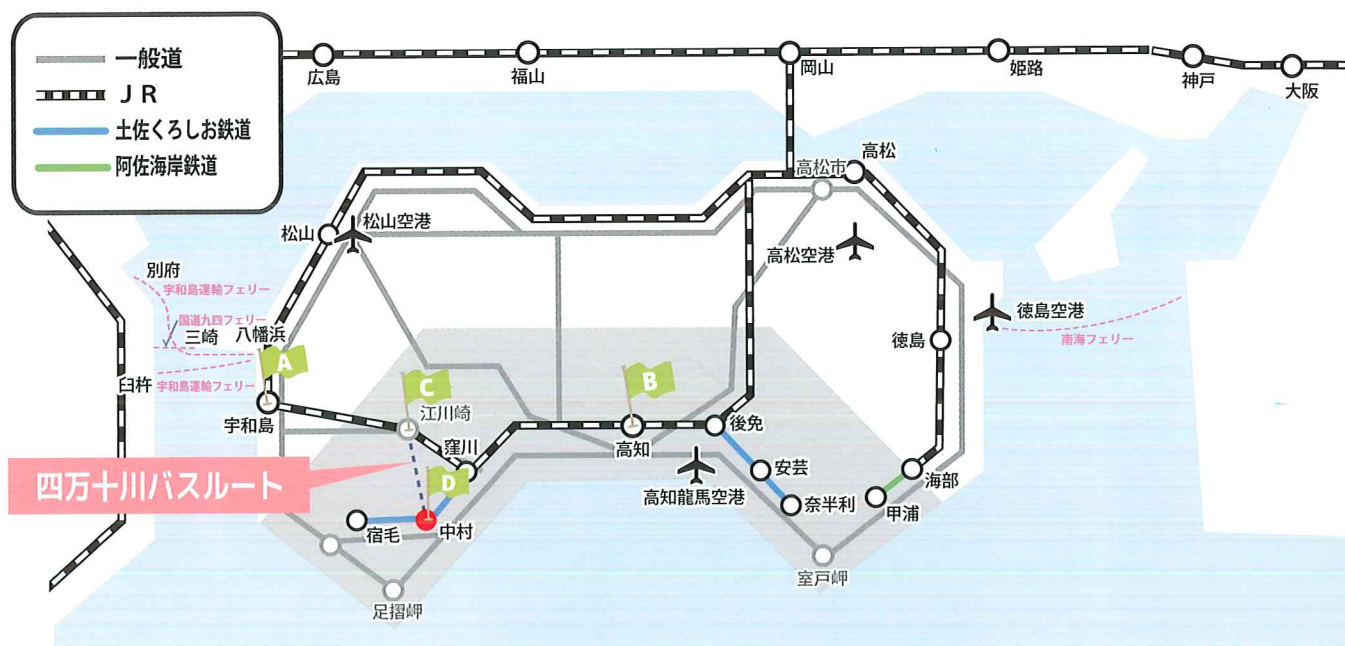 一般道
ＪＲ
土佐くろしお鉄道
阿佐海岸鉄道
広島
福山
岡山
姫路
神戸
大阪
高松
高松市
松山
松山空港
高松空港
別府
宇和島運輸フェリー
国道九四フェリー
三崎
八幡浜
臼杵
宇和島運輸フェリー
徳島空港
南海フェリー
徳島
A
B
C
D
宇和島
江川崎
窪川
高知
後免
安芸
奈半利
高知龍馬空港
海部
甲浦
四万十川バスルート
宿毛
中村
室戸岬
足摺岬